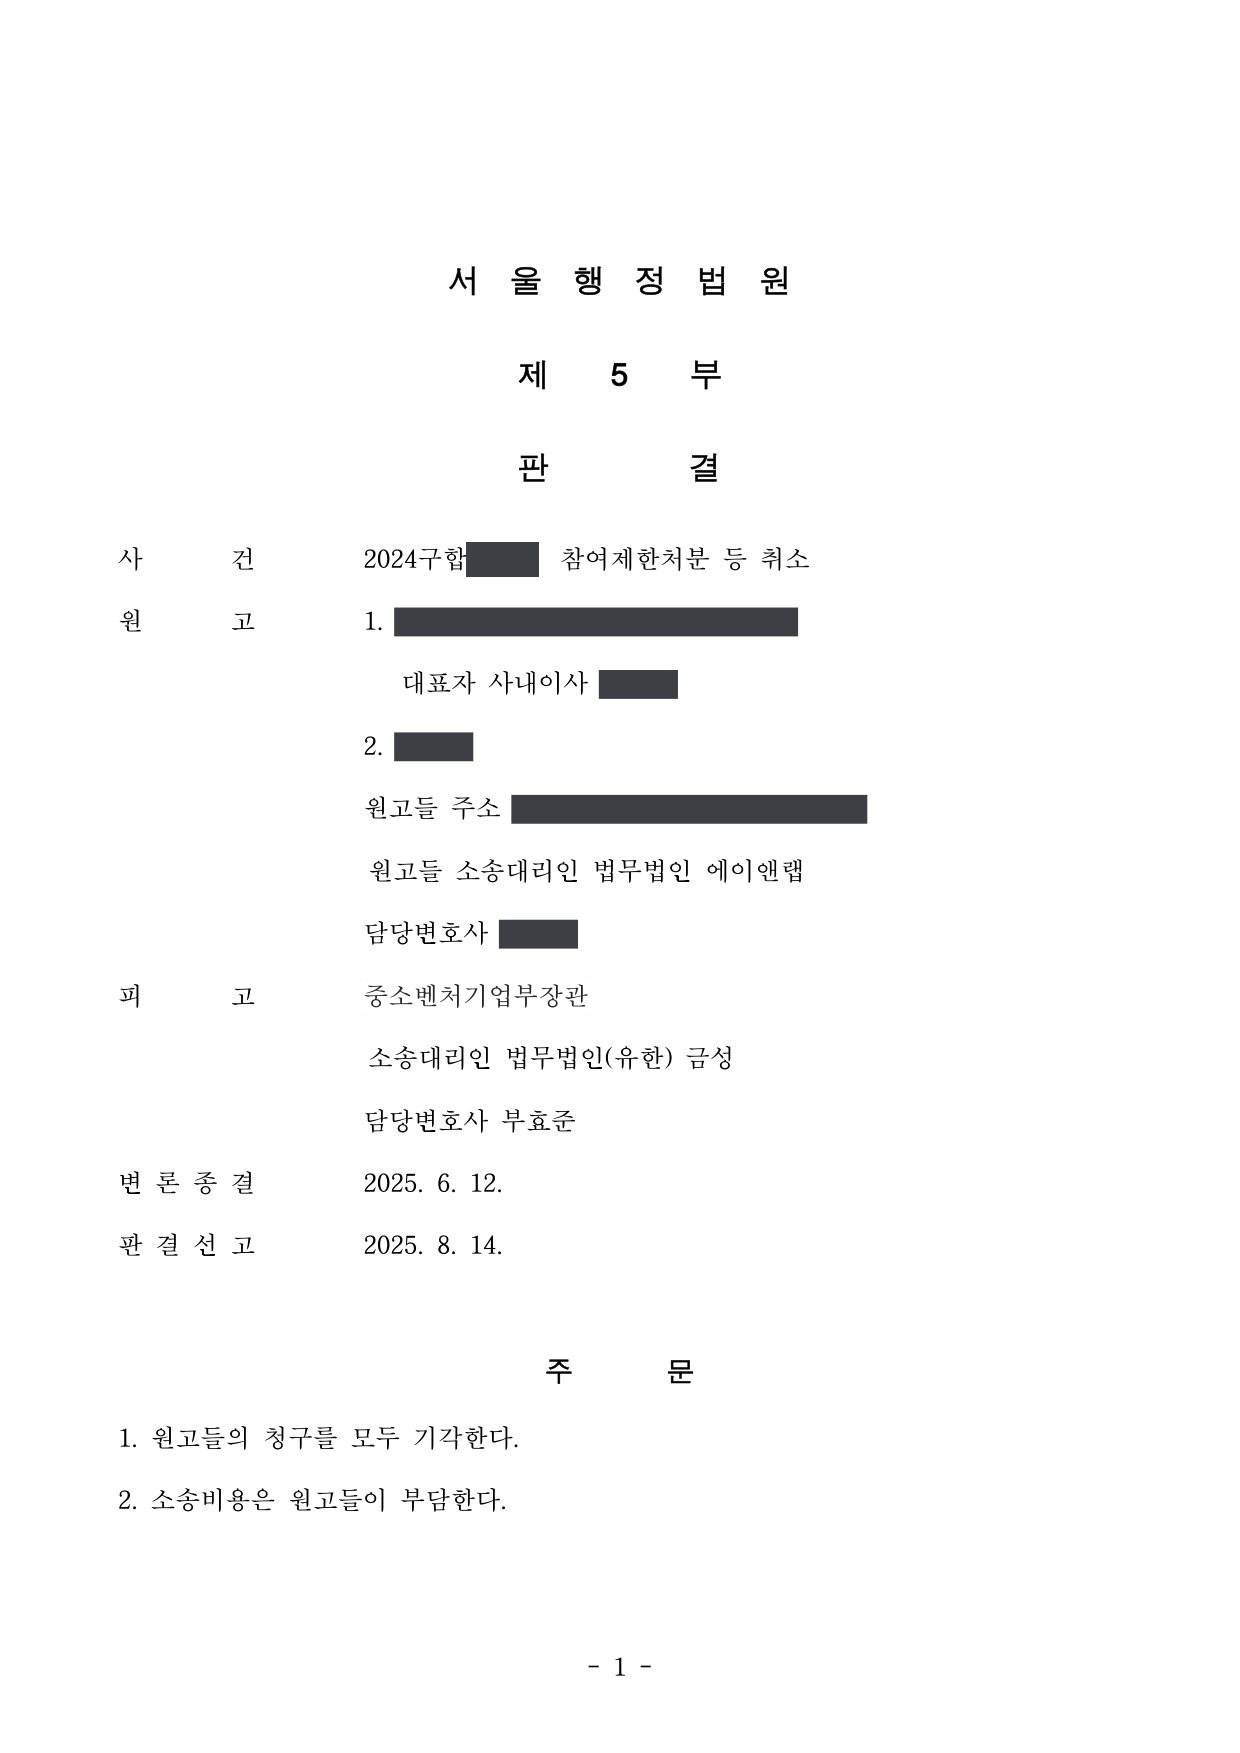 서 울 행 정 법 원
제 5 부
판 결
사 건 2024구합 참여제한처분 등 취소
원 고 1.
대표자 사내이사
2.
원고들 주소
원고들 소송대리인 법무법인 에이앤랩
담당변호사
피 고 중소벤처기업부장관
소송대리인 법무법인(유한) 금성
담당변호사 부효준
변 론 종 결 2025. 6. 12.
판 결 선 고 2025. 8. 14.
주 문
1. 원고들의 청구를 모두 기각한다.
2. 소송비용은 원고들이 부담한다.
- 1 -